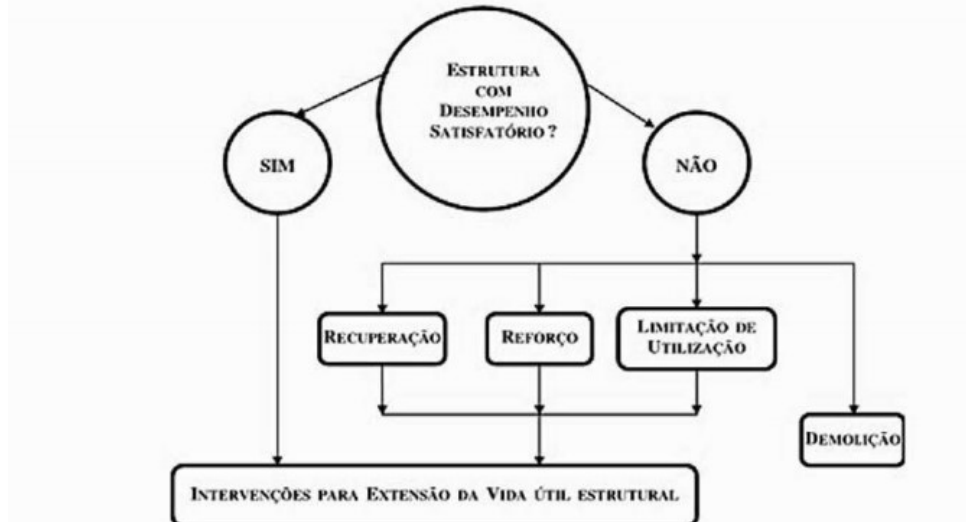 ESTRUTURA
COM
DESEMPENHO
SATISFATÓRIO?
SIM
NÃO
RECUPERAÇÃO
REFORÇO
LIMITAÇÃO DE
UTILIZAÇÃO
DEMOLIÇÃO
INTERVENÇÕES PARA EXTENSÃO DA VIDA ÚTIL ESTRUTURAL